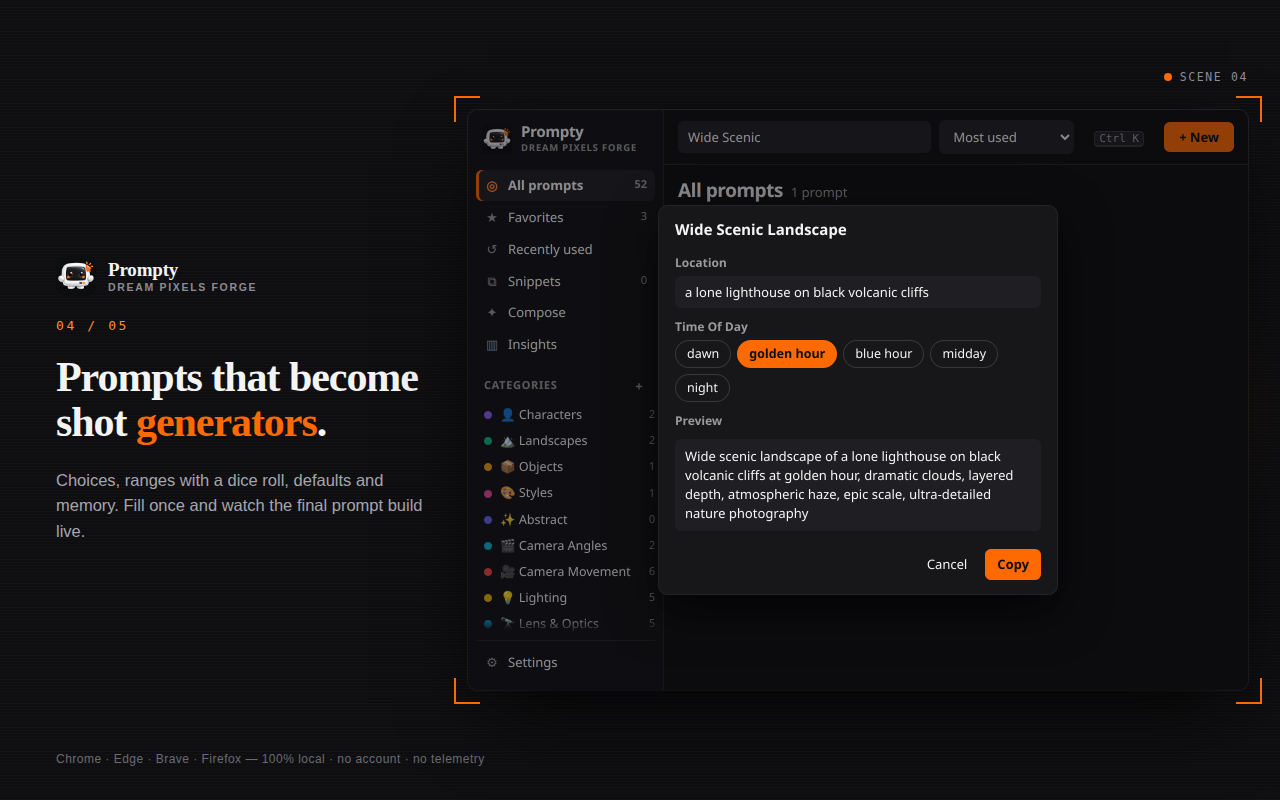 SCENE 04
Prompty
DREAM PIXELS FORGE
04 / 05
Prompts that become
shot generators.
Choices, ranges with a dice roll, defaults and
memory. Fill once and watch the final prompt build
live.
Chrome · Edge · Brave · Firefox — 100% local · no account · no telemetry
Prompty
DREAM PIXELS FORGE
All prompts 52
Favorites 3
Recently used
Snippets 0
Compose
Insights
CATEGORIES +
Characters 2
Landscapes 2
Objects 1
Styles 1
Abstract 0
Camera Angles 2
Camera Movement 6
Lighting 5
Lens & Optics 5
Settings
Wide Scenic
Most used
Ctrl K
+ New
All prompts 1 prompt
Wide Scenic Landscape
Location
a lone lighthouse on black volcanic cliffs
Time Of Day
dawn golden hour blue hour midday
night
Preview
Wide scenic landscape of a lone lighthouse on black
volcanic cliffs at golden hour, dramatic clouds, layered
depth, atmospheric haze, epic scale, ultra-detailed
nature photography
Cancel Copy